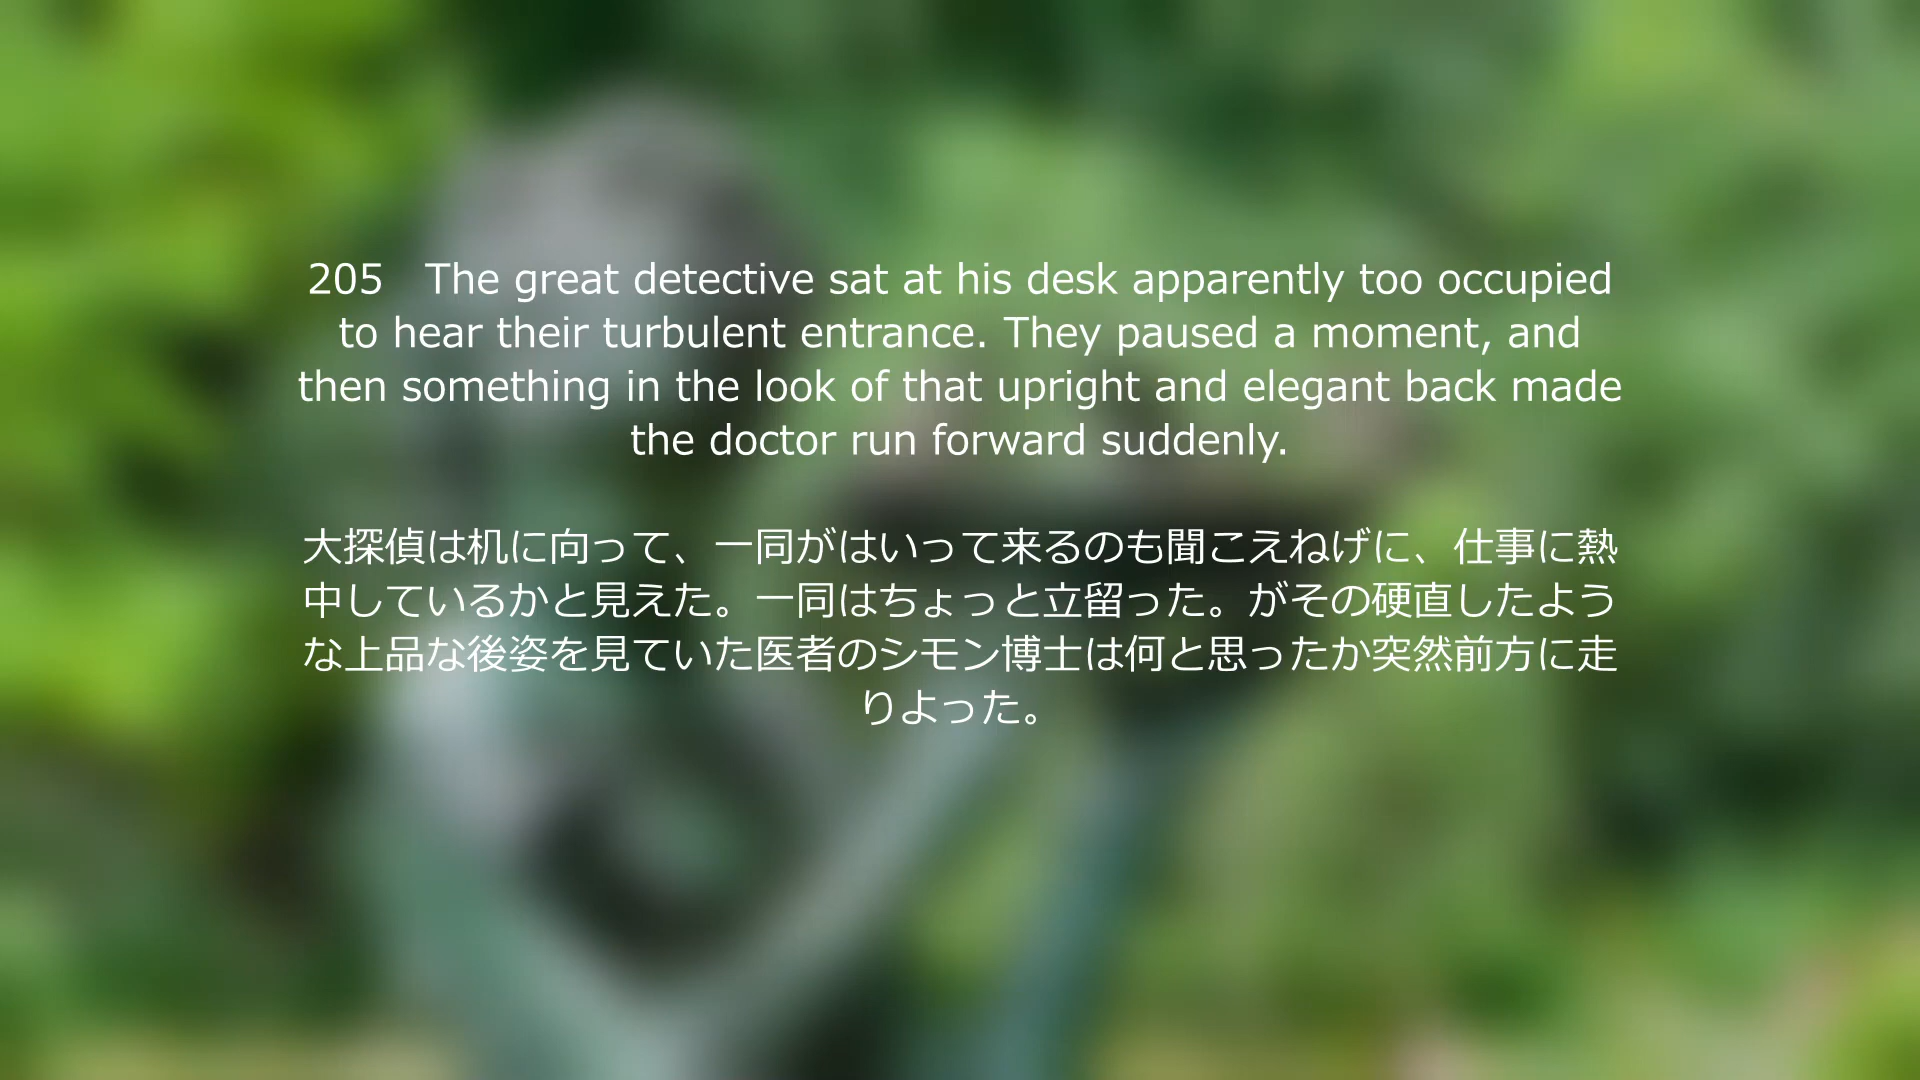 205　The great detective sat at his desk apparently too occupied
to hear their turbulent entrance. They paused a moment, and
then something in the look of that upright and elegant back made
the doctor run forward suddenly.
大探偵は机に向って、一同がはいって来るのも聞こえねげに、仕事に熱
中しているかと見えた。一同はちょっと立留った。がその硬直したよう
な上品な後姿を見ていた医者のシモン博士は何と思ったか突然前方に走
りよった。